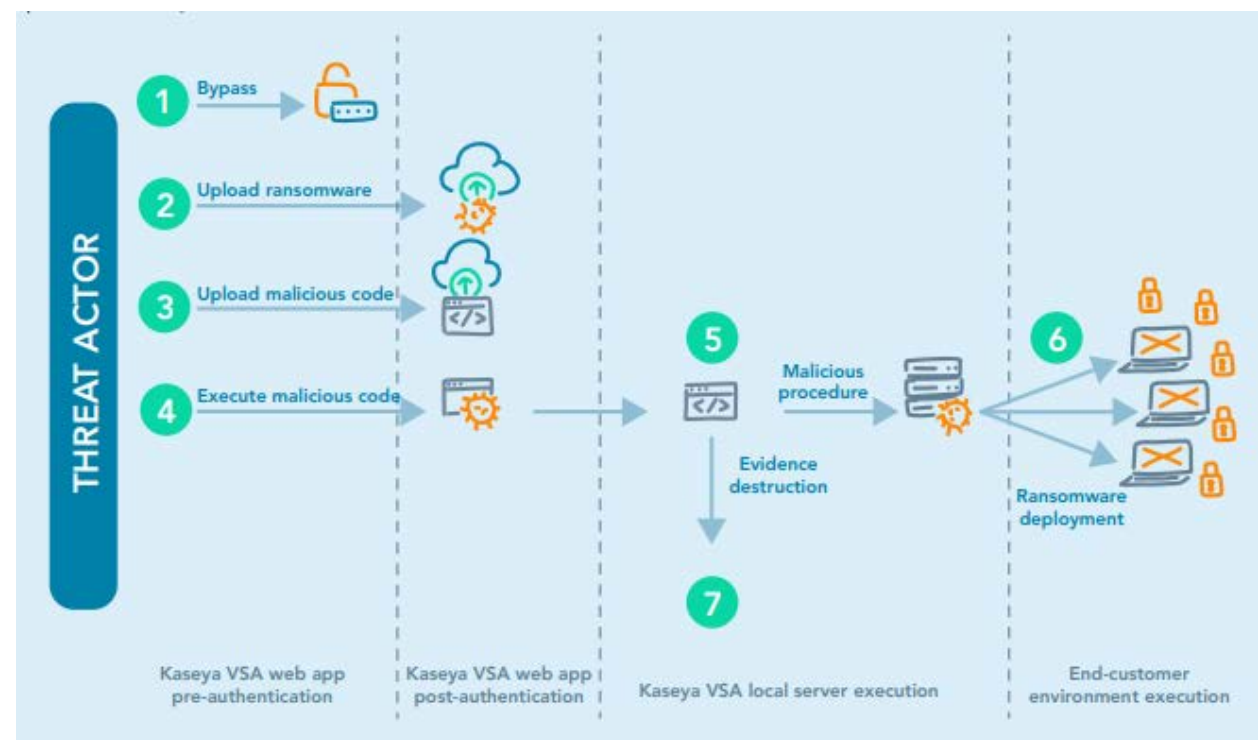 THREAT ACTOR
1
Bypass
2
Upload ransomware
3
Upload malicious code
4
Execute malicious code
5
Malicious
procedure
Evidence
destruction
6
Ransomware
deployment
7
Kaseya VSA web app
pre-authentication
Kaseya VSA web app
post-authentication
Kaseya VSA local server execution
End-customer
environment execution